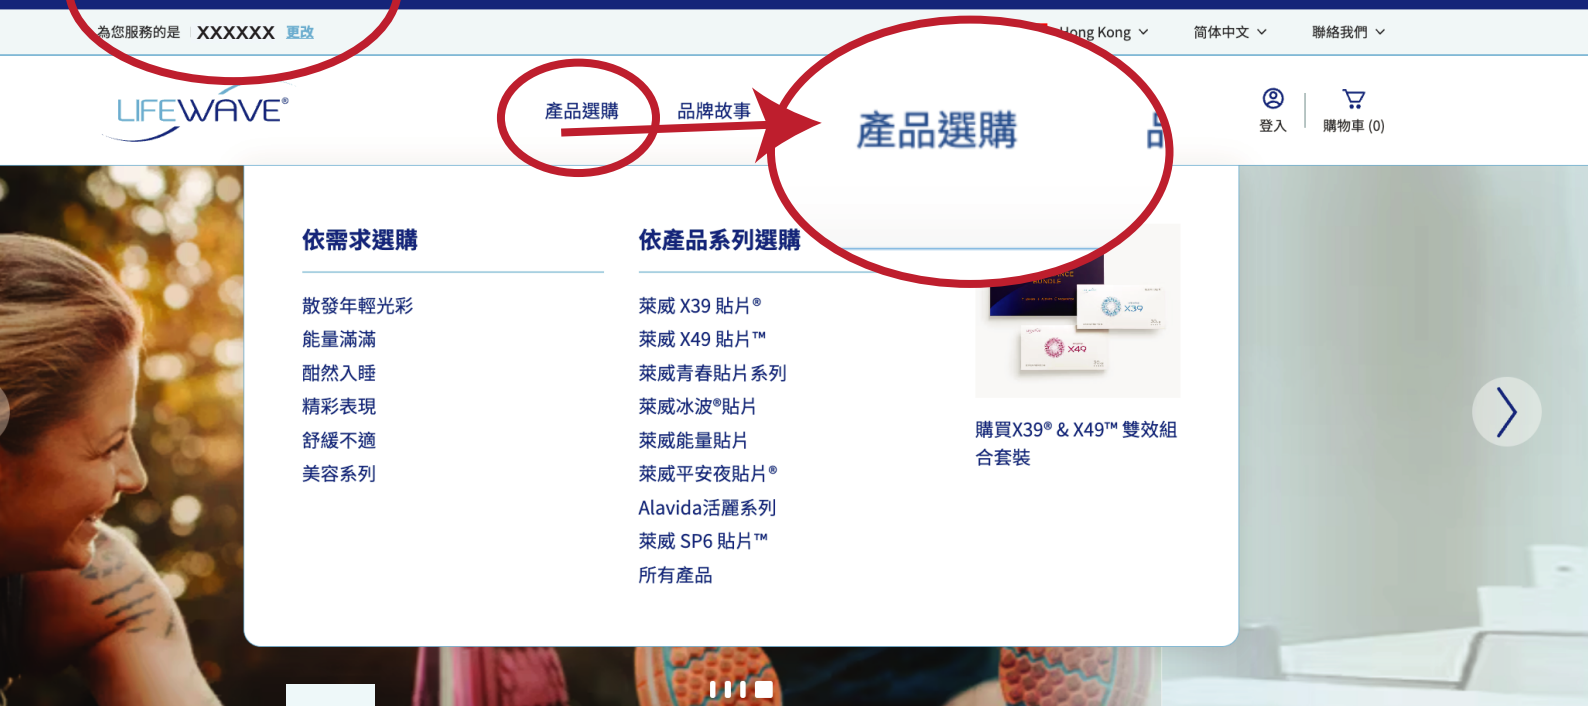 為您服務的是 XXXXXX 更改
Hong Kong
简体中文
聯絡我們
LIFEWAVE®
產品選購
品牌故事
產品選購
登入
購物車 (0)
依需求選購
散發年輕光彩
能量滿滿
酣然入睡
精彩表現
舒緩不適
美容系列
依產品系列選購
萊威 X39 貼片®
萊威 X49 貼片™
萊威青春貼片系列
萊威冰波®貼片
萊威能量貼片
萊威平安夜貼片®
Alavida活麗系列
萊威 SP6 貼片™
所有產品
BUNDLE
X39
X49
購買X39® & X49™ 雙效組
合套裝